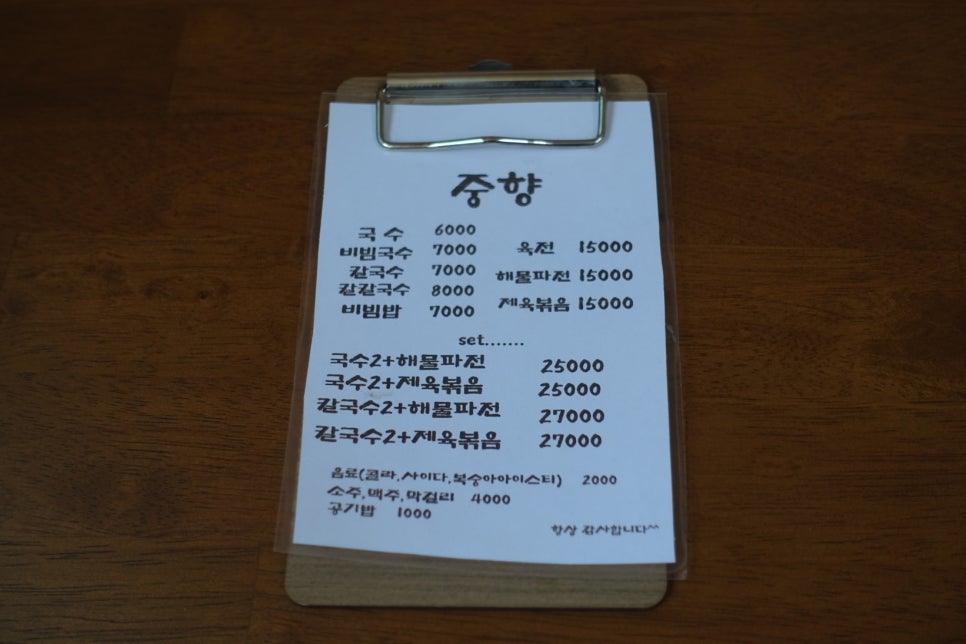 중향
국수 6000
비빔국수 7000
칼국수 7000
칼칼국수 8000
비빔밥 7000
육전 15000
해물파전 15000
제육볶음 15000
set.......
국수2+해물파전 25000
국수2+제육볶음 25000
칼국수2+해물파전 27000
칼국수2+제육볶음 27000
음료(콜라,사이다,복숭아아이스티) 2000
소주,맥주,막걸리 4000
공기밥 1000
항상 감사합니다^^